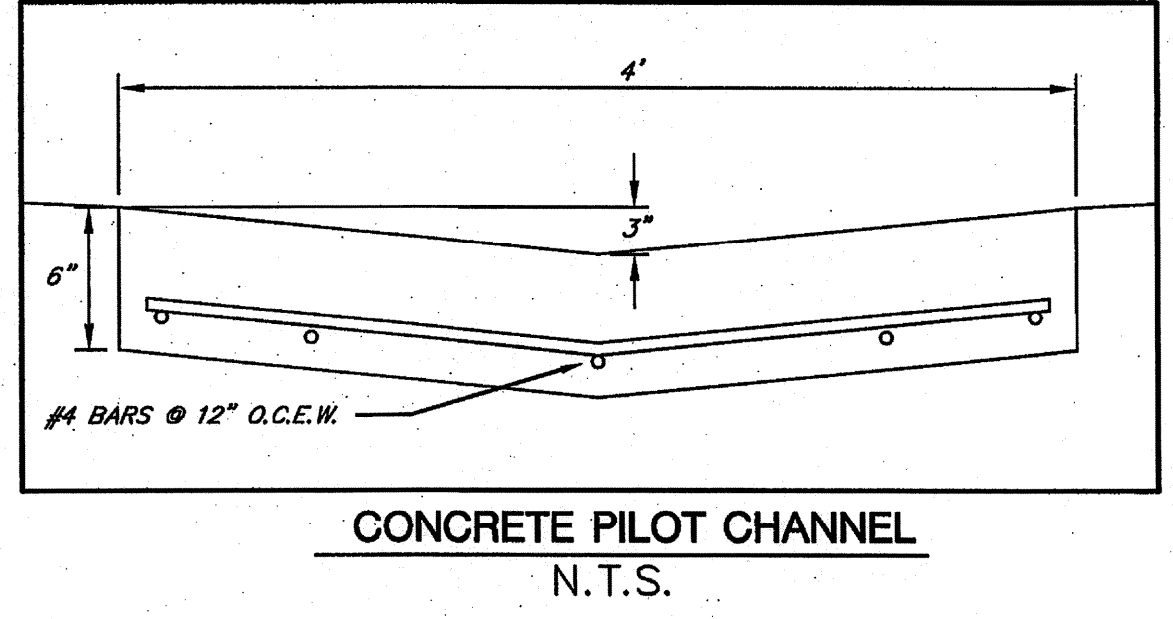 4'
3"
6"
#4 BARS @ 12" O.C.E.W.
CONCRETE PILOT CHANNEL
N.T.S.